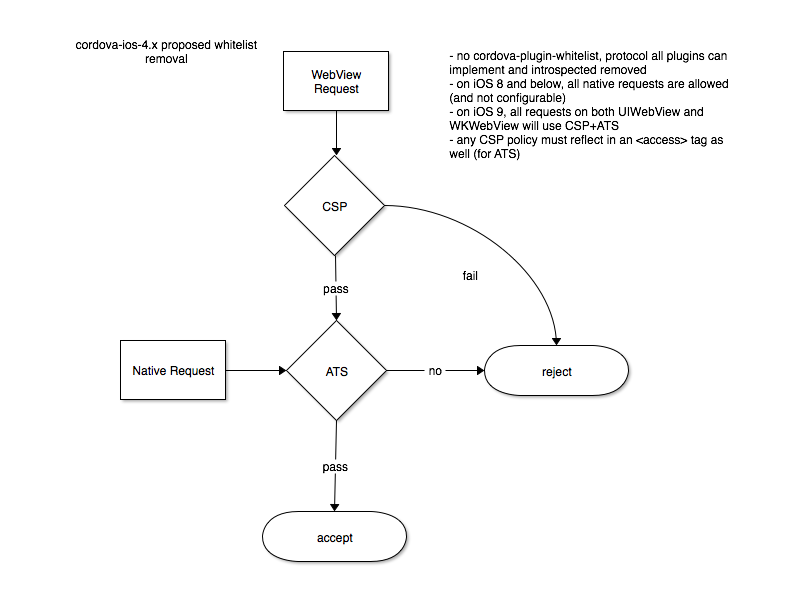 cordova-ios-4.x proposed whitelist
removal
- no cordova-plugin-whitelist, protocol all plugins can
implement and introspected removed
- on iOS 8 and below, all native requests are allowed
(and not configurable)
- on iOS 9, all requests on both UIWebView and
WKWebView will use CSP+ATS
- any CSP policy must reflect in an <access> tag as
well (for ATS)
WebView
Request
CSP
fail
pass
Native Request
ATS
no
reject
pass
accept